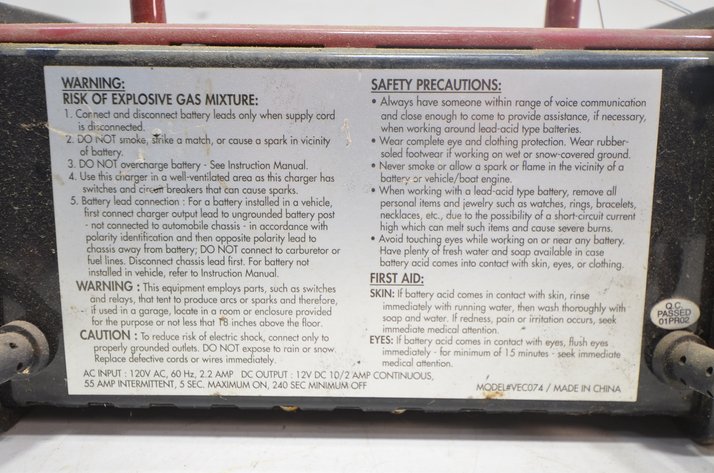 WARNING:
RISK OF EXPLOSIVE GAS MIXTURE:
1. Connect and disconnect battery leads only when supply cord
is disconnected.
2. DO NOT smoke, strike a match, or cause a spark in vicinity
of battery.
3. DO NOT overcharge battery - See Instruction Manual.
4. Use this charger in a well-ventilated area as this charger has
switches and circuit breakers that can cause sparks.
5. Battery lead connection : For a battery installed in a vehicle,
first connect charger output lead to ungrounded battery post
- not connected to automobile chassis - in accordance with
polarity identification and then opposite polarity lead to
chassis away from battery; DO NOT connect to carburetor or
fuel lines. Disconnect chassis lead first. For battery not
installed in vehicle, refer to Instruction Manual.
WARNING : This equipment employs parts, such as switches
and relays, that tent to produce arcs or sparks and therefore,
if used in a garage, locate in a room or enclosure provided
for the purpose or not less that 18 inches above the floor.
CAUTION : To reduce risk of electric shock, connect only to
properly grounded outlets. DO NOT expose to rain or snow.
Replace defective cords or wires immediately.
AC INPUT : 120V AC, 60 Hz, 2.2 AMP DC OUTPUT : 12V DC 10/2 AMP CONTINUOUS,
55 AMP INTERMITTENT, 5 SEC. MAXIMUM ON, 240 SEC MINIMUM OFF
SAFETY PRECAUTIONS:
• Always have someone within range of voice communication
and close enough to come to provide assistance, if necessary,
when working around lead-acid type batteries.
• Wear complete eye and clothing protection. Wear rubber-
soled footwear if working on wet or snow-covered ground.
• Never smoke or allow a spark or flame in the vicinity of a
battery or vehicle/boat engine.
• When working with a lead-acid type battery, remove all
personal items and jewelry such as watches, rings, bracelets,
necklaces, etc., due to the possibility of a short-circuit current
high which can melt such items and cause severe burns.
• Avoid touching eyes while working on or near any battery.
Have plenty of fresh water and soap available in case
battery acid comes into contact with skin, eyes, or clothing.
FIRST AID:
SKIN: If battery acid comes in contact with skin, rinse
immediately with running water, then wash thoroughly with
soap and water. If redness, pain or irritation occurs, seek
immediate medical attention.
EYES: If battery acid comes in contact with eyes, flush eyes
immediately - for minimum of 15 minutes - seek immediate
medical attention.
MODEL#VEC074 / MADE IN CHINA
Q.C.
PASSED
01PR02